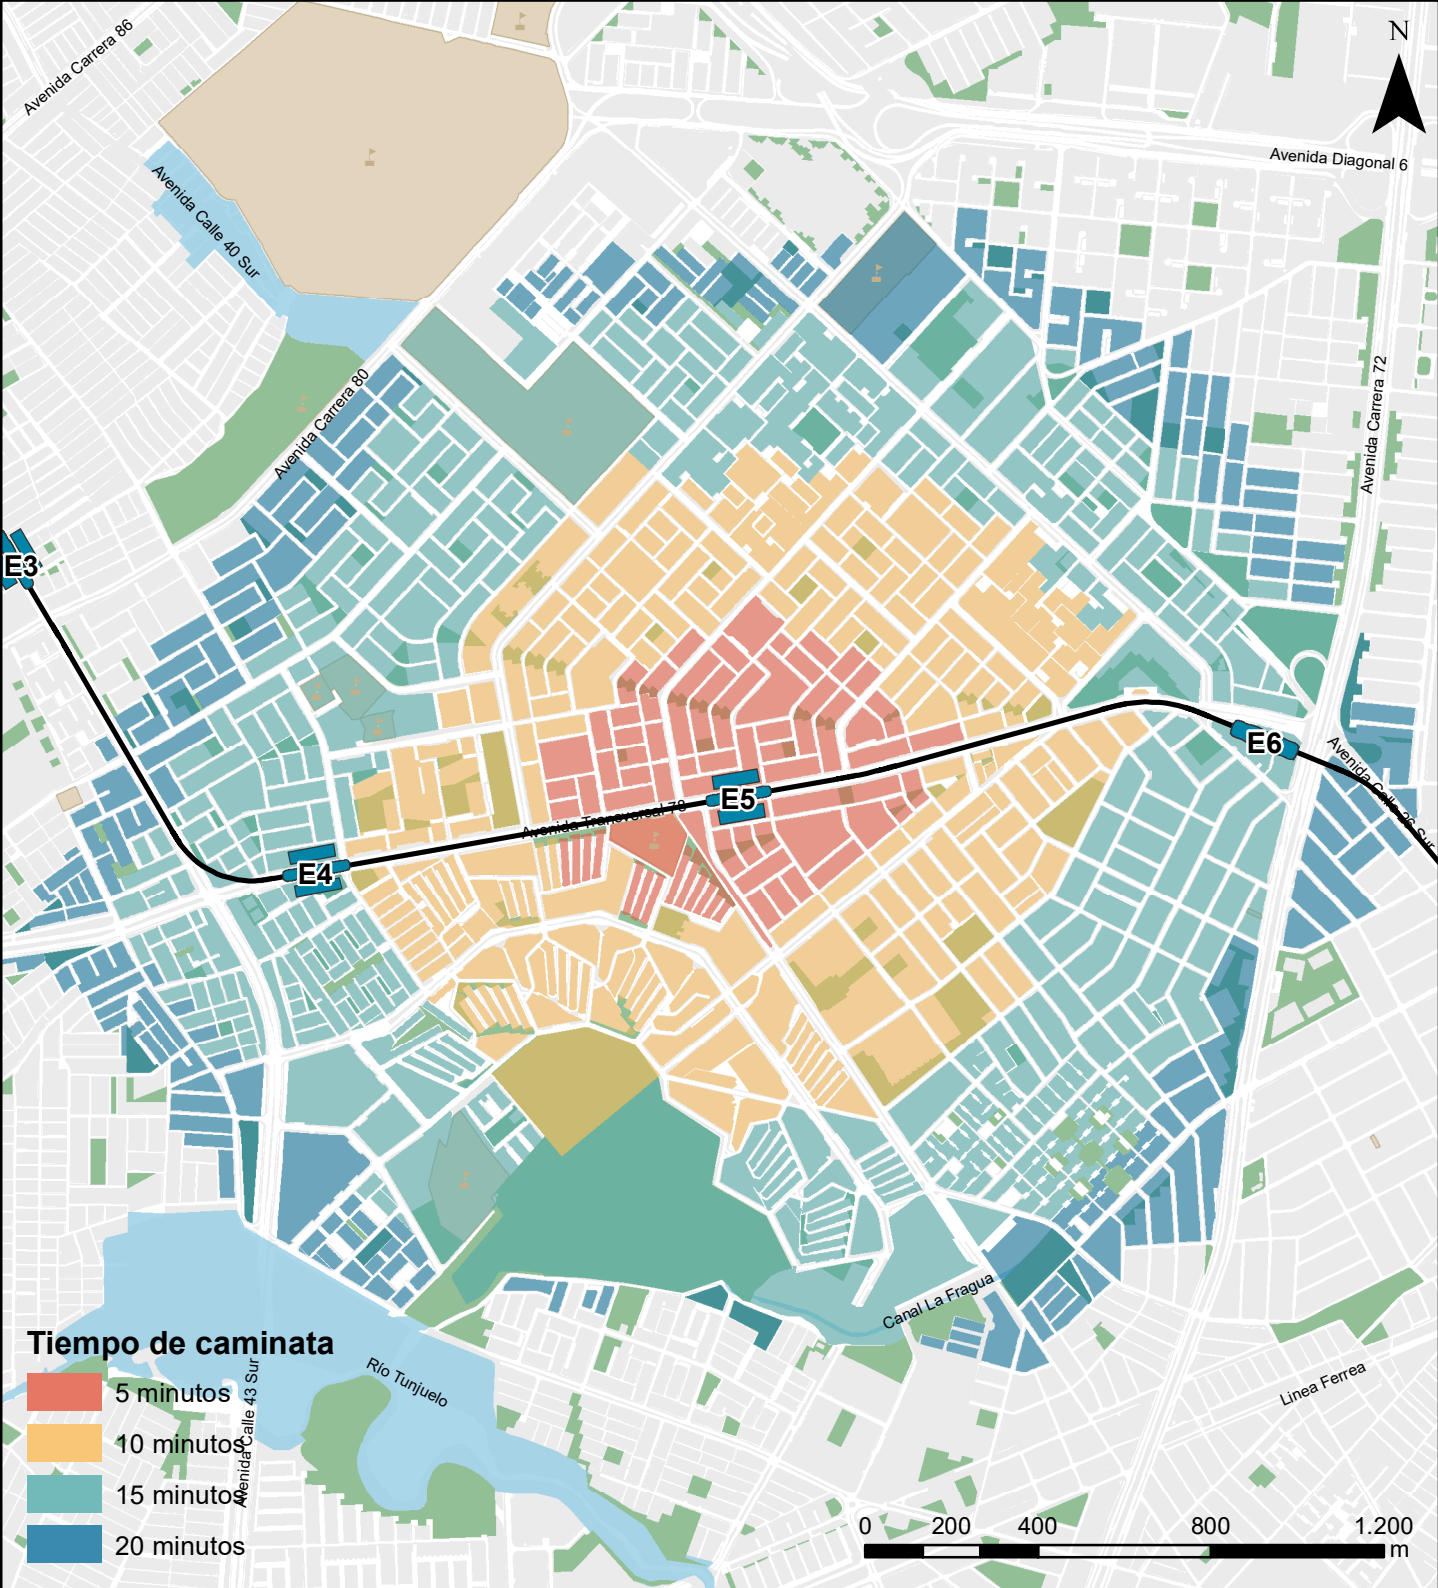 Avenida Carrera 86
N
Avenida Diagonal 6
Avenida Calle 40 Sur
Avenida Carrera 80
Avenida Carrera 72
E3
E6
Avenida Calle 26 Sur
E5
Avenida Transversal 78
E4
Canal La Fragua
Tiempo de caminata
5 minutos
10 minutos
15 minutos
20 minutos
Avenida Calle 43 Sur
Río Tunjuelo
Linea Ferrea
0 200 400 800 1.200
m